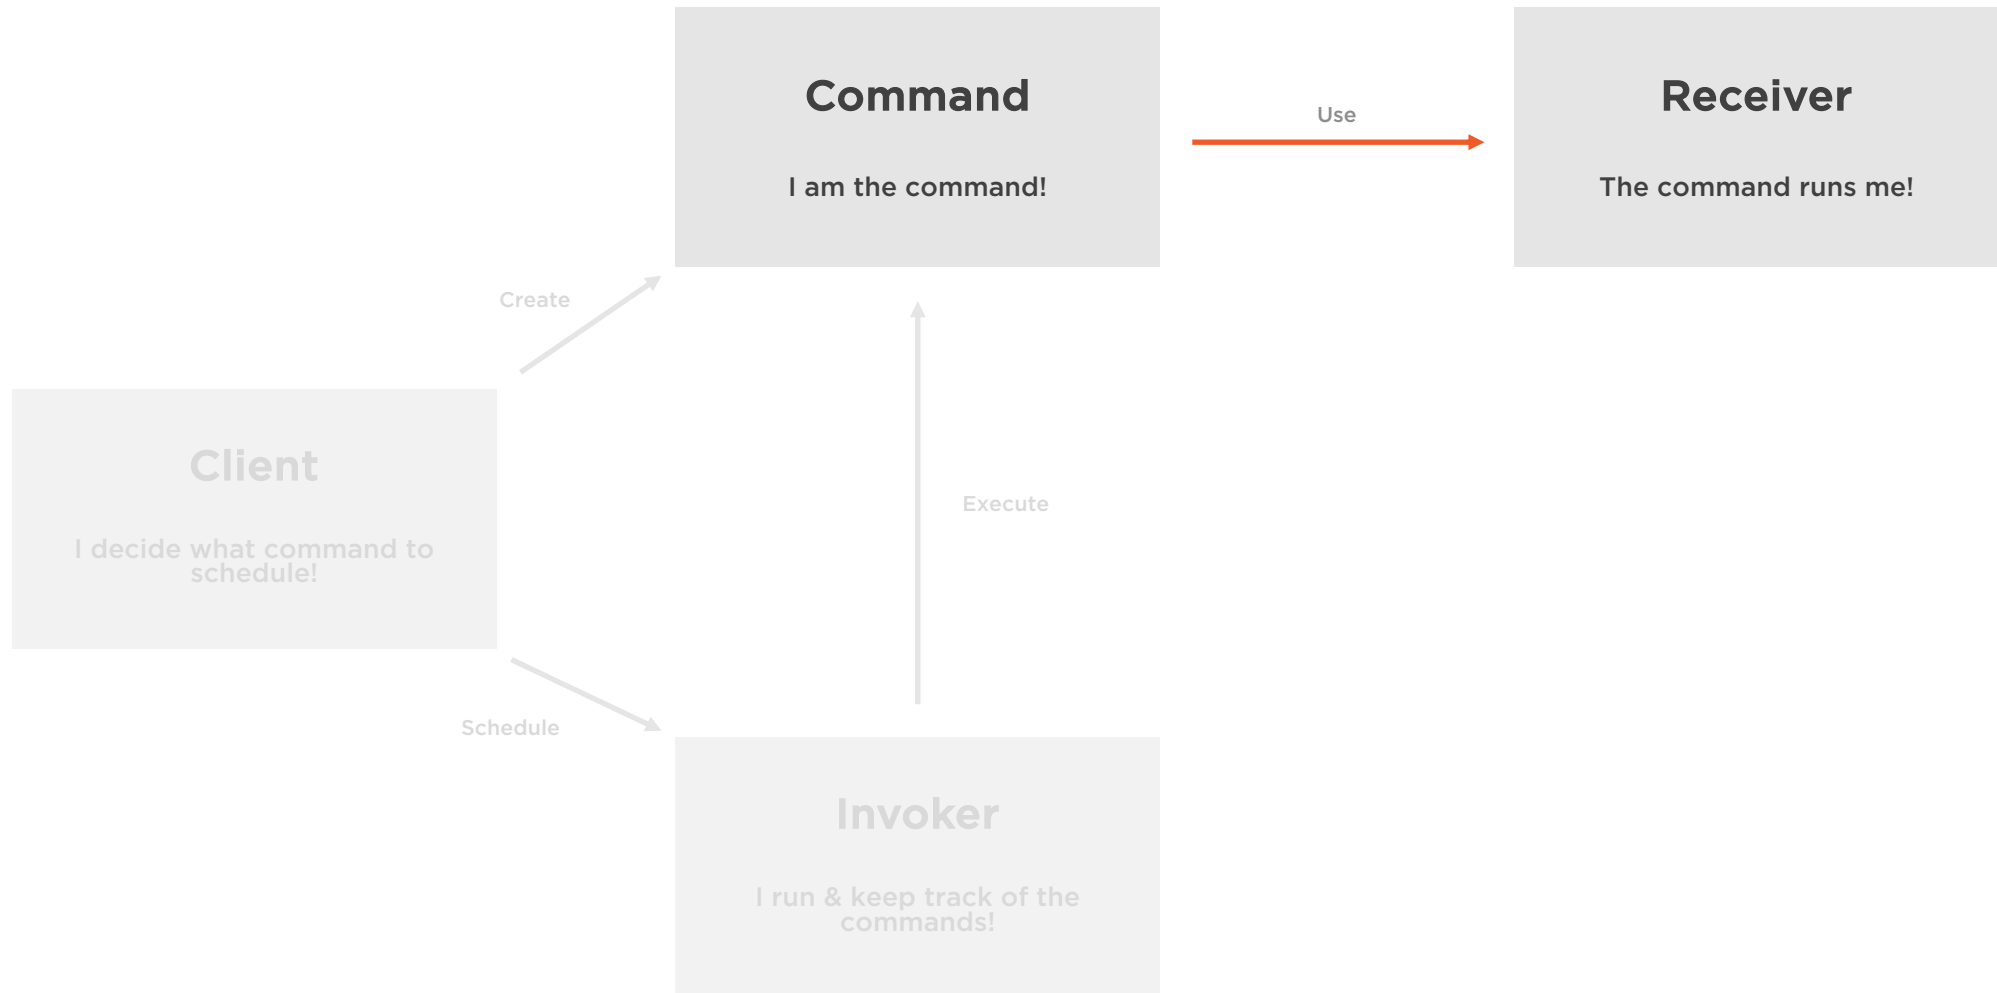 Command
I am the command!
Use
Receiver
The command runs me!
Create
Client
I decide what command to
schedule!
Execute
Schedule
Invoker
I run & keep track of the
commands!